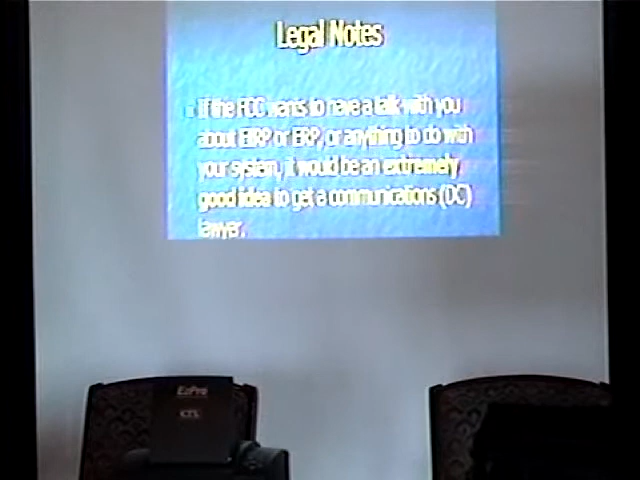 Legal Notes
If the FCC wants to have a talk with you
about EIRP or ERP, or anything to do with
your system, it would be an extremely
good idea to get a communications (DC)
lawyer.
EzPro